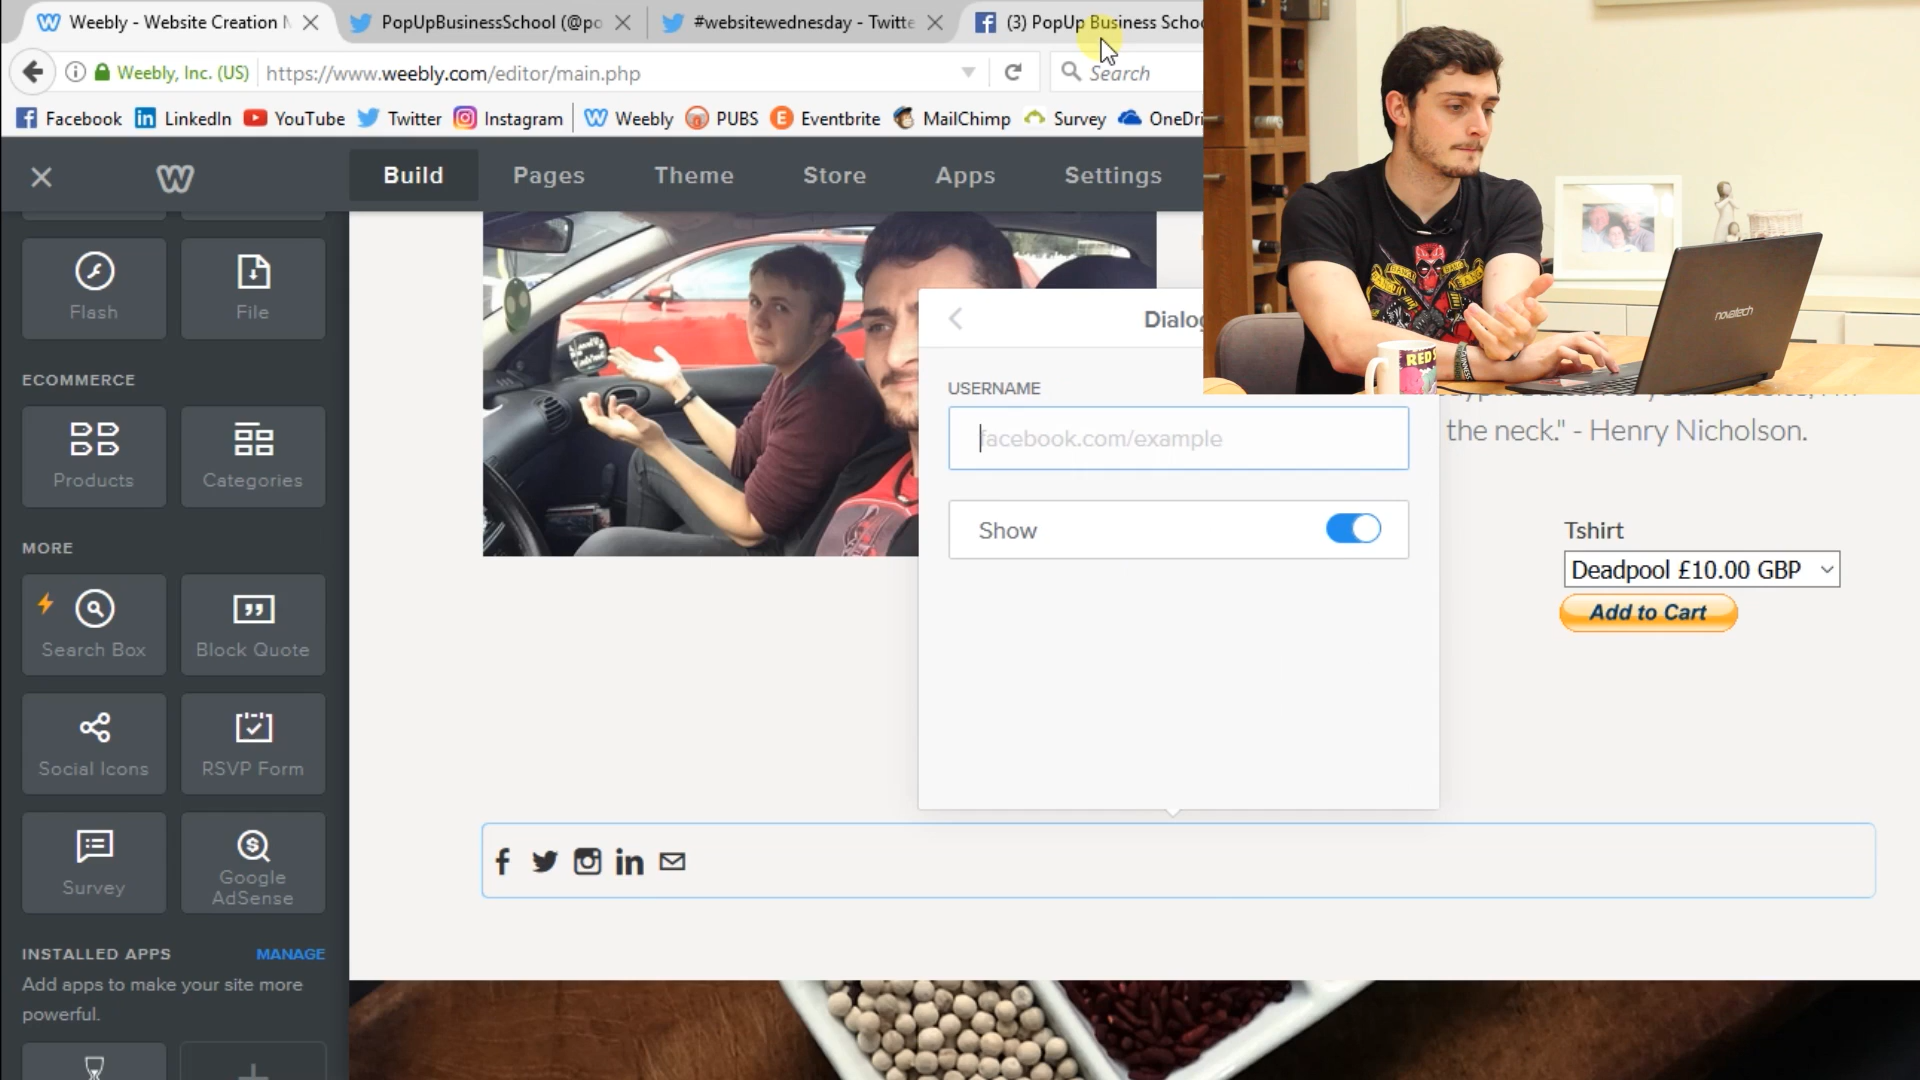 Weebly - Website Creation
PopUpBusinessSchool (@po
#websitewednesday - Twitte
(3) PopUp Business Schoo
Weebly, Inc. (US)
https://www.weebly.com/editor/main.php
Search
Facebook
LinkedIn
YouTube
Twitter
Instagram
Weebly
PUBS
Eventbrite
MailChimp
Survey
OneDri
Build
Pages
Theme
Store
Apps
Settings
Flash
File
ECOMMERCE
Products
Categories
MORE
Search Box
Block Quote
Social Icons
RSVP Form
Survey
Google
AdSense
INSTALLED APPS
MANAGE
Add apps to make your site more
powerful.
Dialog
USERNAME
facebook.com/example
Show
the neck." - Henry Nicholson.
Tshirt
Deadpool £10.00 GBP
Add to Cart
novatech
RED